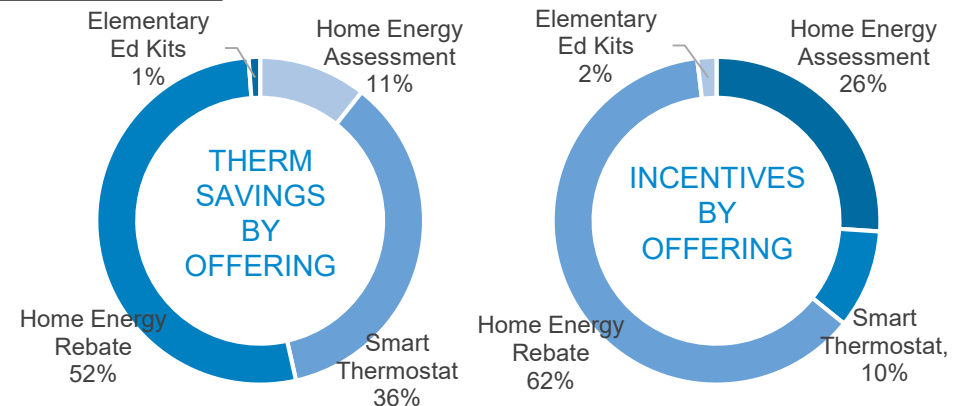 Elementary
Ed Kits
1%
Home Energy
Assessment
11%
THERM
SAVINGS
BY
OFFERING
Home Energy
Rebate
52%
Smart
Thermostat
36%
Elementary
Ed Kits
2%
Home Energy
Assessment
26%
INCENTIVES
BY
OFFERING
Home Energy
Rebate
62%
Smart
Thermostat,
10%